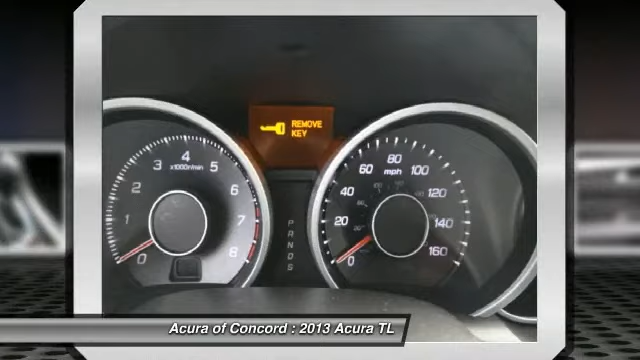 REMOVE
KEY
0 1 2 3 4 5 6 7 8
x1000r/min
P
R
N
D
S
0 20 40 60 80 100 120 140 160
mph
Acura of Concord : 2013 Acura TL